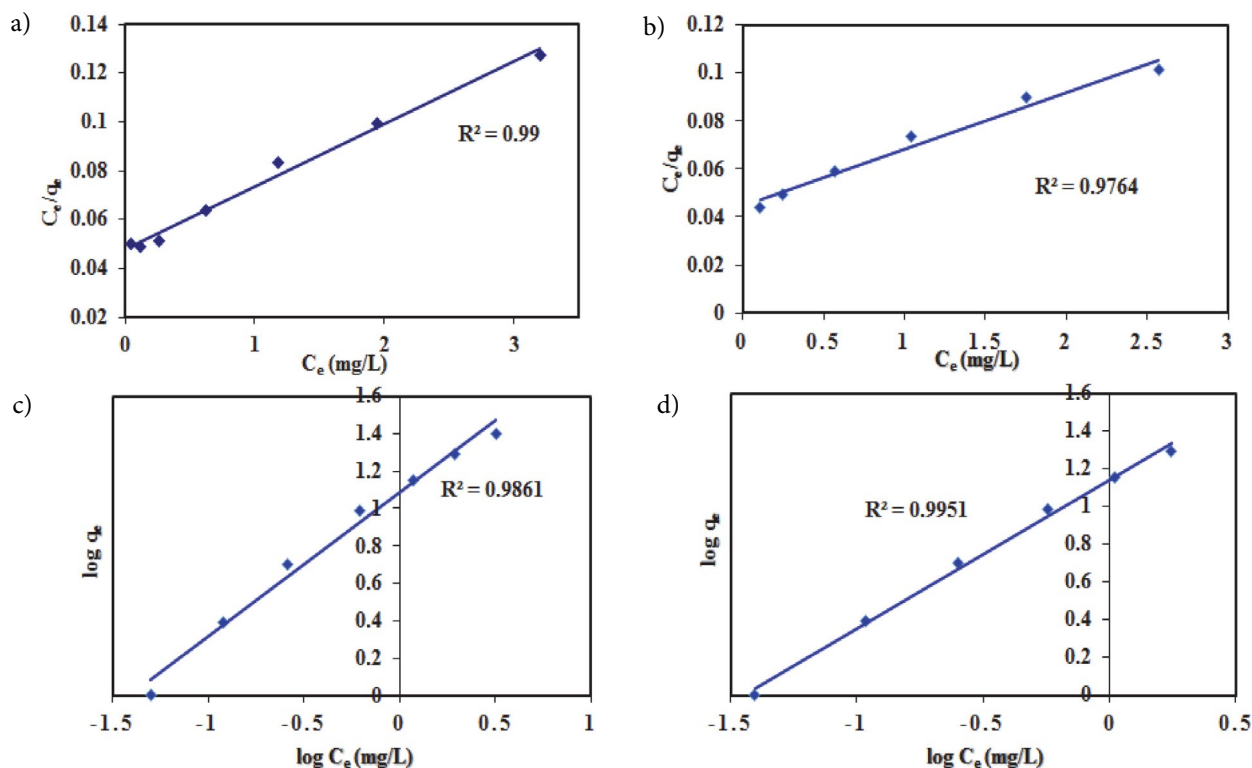 a)
0.14
0.12
0.1
0.08
0.06
0.04
0.02
Ce/qe
R² = 0.99
0 1 2 3
Ce (mg/L)
b)
0.12
0.1
0.08
0.06
0.04
0.02
0
Ce/qe
R² = 0.9764
0 0.5 1 1.5 2 2.5 3
Ce (mg/L)
c)
1.6
1.4
1.2
1
0.8
0.6
0.4
0.2
0
log qe
R² = 0.9861
-1.5 -1 -0.5 0 0.5 1
log Ce (mg/L)
d)
1.6
1.4
1.2
1
0.8
0.6
0.4
0.2
0
log qe
R² = 0.9951
-1.5 -1 -0.5 0 0.5
log Ce (mg/L)